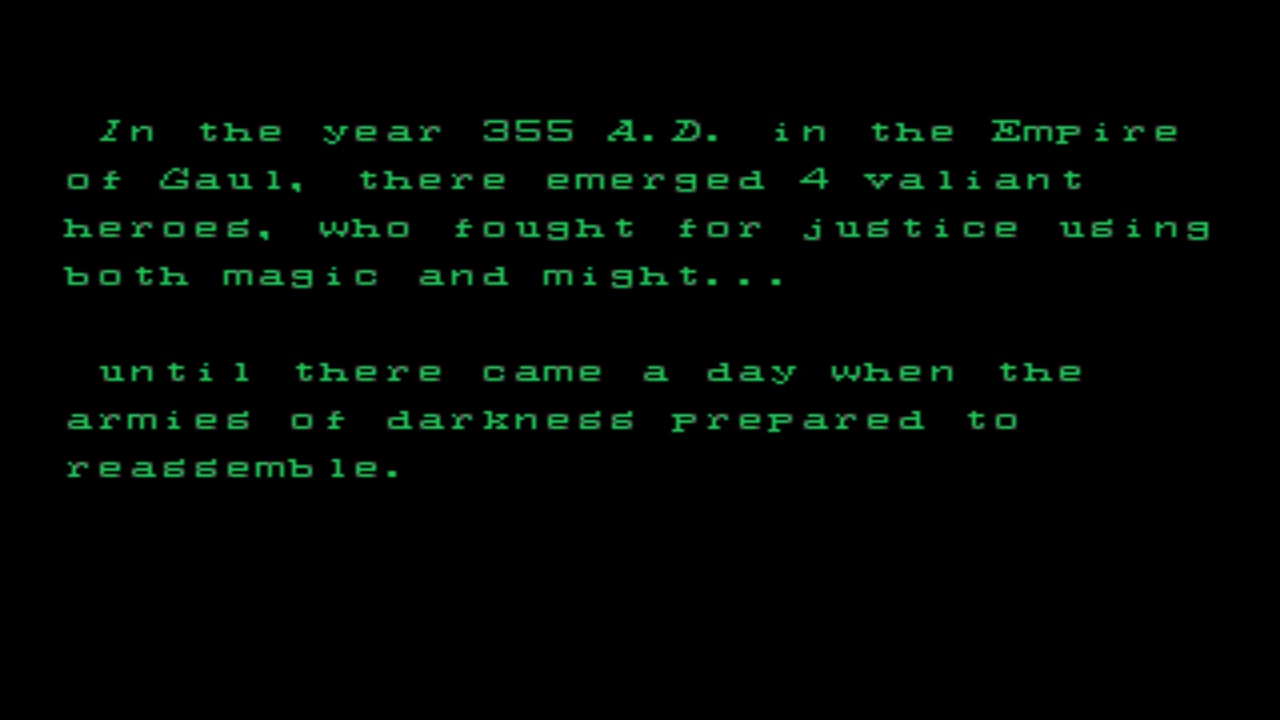 In the year 355 A.D. in the Empire
of Gaul, there emerged 4 valiant
heroes, who fought for justice using
both magic and might...
until there came a day when the
armies of darkness prepared to
reassemble.